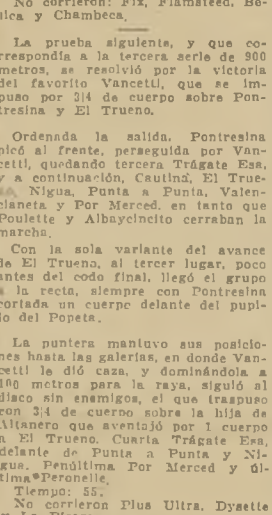 No corrieron: Fix, Flamsteed, Bé-
lica y Chambeca.
La prueba siguiente, y que co-
rrespondía a la tercera serie de 900
metros, se resolvió por la victoria
del favorito Vancetti, que se im-
puso por 3|4 de cuerpo sobre Pon-
tresina y El Trueno.
Ordenada la salida, Pontresina
picó al frente, perseguida por Van-
cetti, quedando tercera Trágate Esa,
y a continuación, Cautina, El True-
Nigua, Punta a Punta, Valen-
cianeta y Por Merced, en tanto que
Poulette y Albaycincito cerraban la
marcha.
Con la sola variante del avance
de El Trueno, al tercer lugar, poco
antes del codo final, llegó el grupo
a la recta, siempre con Pontresina
cortada un cuerpo delante del pupi-
lo del Popeta.
La puntera mantuvo sus posicio-
nes hasta las galerías, en donde Van-
cetti le dió caza, y dominándola a
100 metros para la raya, siguió al
disco sin enemigos, el que traspuso
con 3|4 de cuerpo sobre la hija de
Altanero que aventajó por 1 cuerpo
a El Trueno. Cuarta Trágate Esa,
delante de Punta a Punta y Ni-
gua. Penúltima Por Merced y úl-
tima Peronelle.
Tiempo: 55.
No corrieron Plus Ultra, Dysette